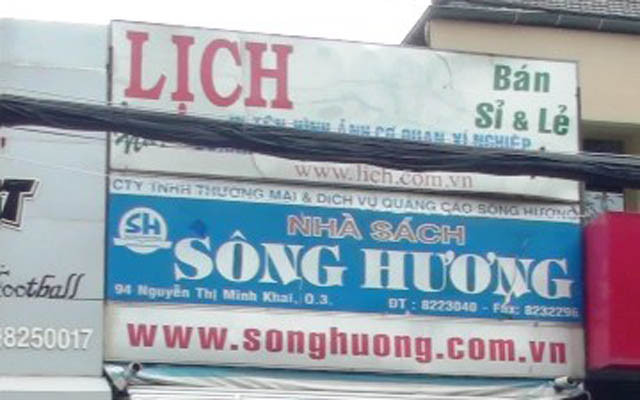 LỊCH
Bán
SỈ & LẺ
HÌNH ẢNH CƠ QUAN XÍ NGHIỆP
www.lich.com.vn
CTY TNHH THƯƠNG MẠI & DỊCH VỤ QUẢNG CÁO SÔNG HƯƠNG
SH
NHÀ SÁCH
SÔNG HƯƠNG
94 Nguyễn Thị Minh Khai, Q.3.
ĐT : 8223040 - Fax: 8232296
www.songhuong.com.vn
football
8250017